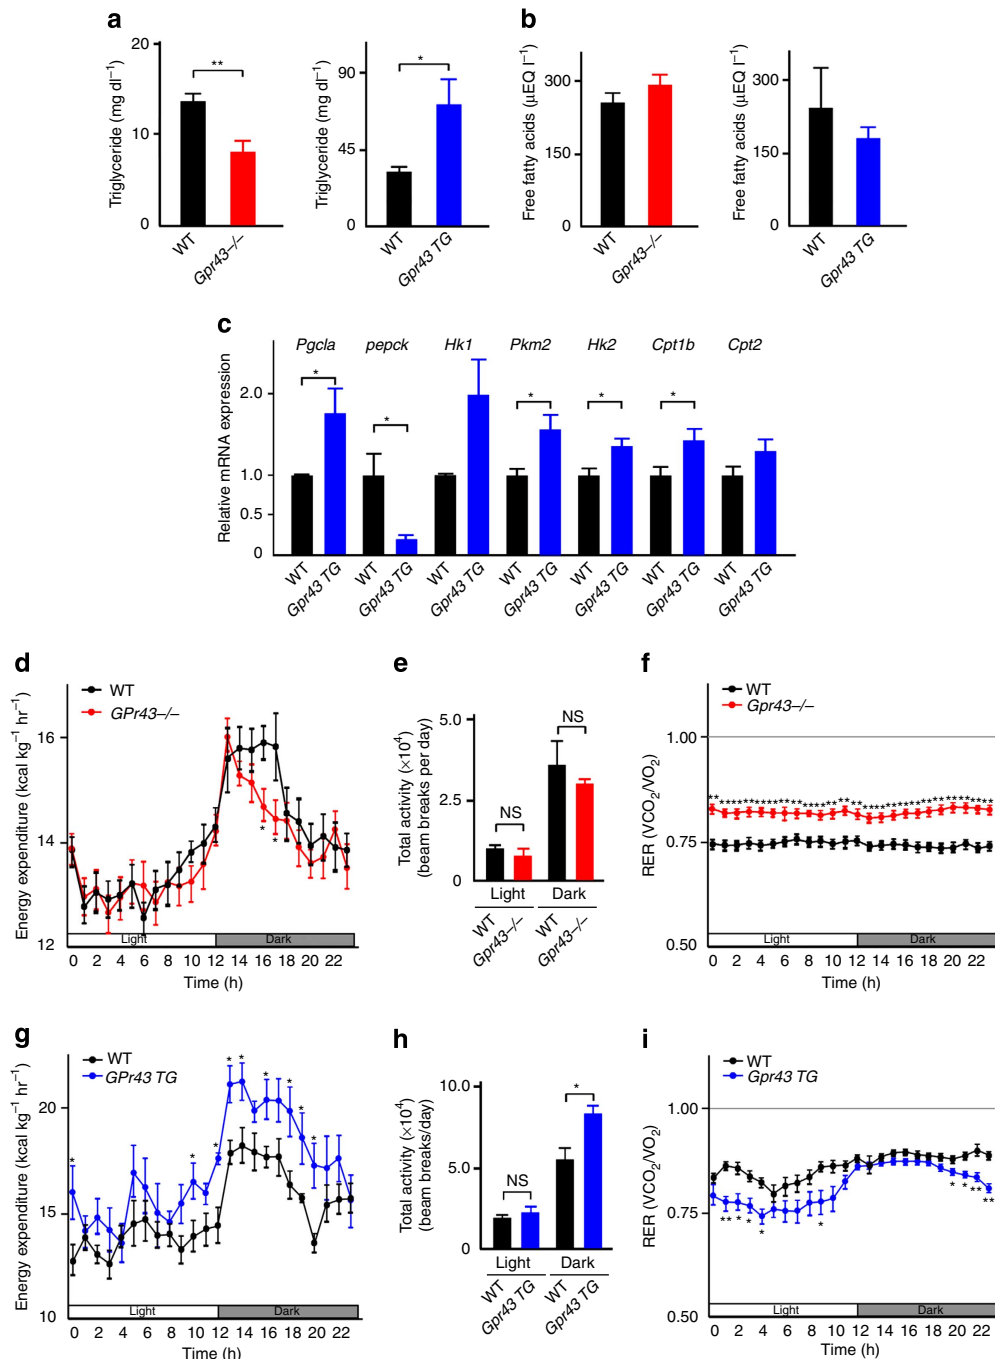 a
b
Triglyceride (mg dl⁻¹)
20
10
0
**
WT
Gpr43–/–
Triglyceride (mg dl⁻¹)
90
45
0
*
WT
Gpr43 TG
Free fatty acids (μEQ l⁻¹)
300
150
0
WT
Gpr43–/–
Free fatty acids (μEQ l⁻¹)
300
150
0
WT
Gpr43 TG
c
Pgcla pepck Hk1 Pkm2 Hk2 Cpt1b Cpt2
Relative mRNA expression
2.0
1.0
0.5
0
* * * * *
WT Gpr43 TG WT Gpr43 TG WT Gpr43 TG WT Gpr43 TG WT Gpr43 TG WT Gpr43 TG WT Gpr43 TG
d
Energy expenditure (kcal kg⁻¹ hr⁻¹)
WT
GPr43–/–
16
14
12
* *
Light Dark
0 2 4 6 8 10 12 14 16 18 20 22
Time (h)
e
Total activity (×10⁴)
(beam breaks per day)
5.0
2.5
0
NS
NS
Light Dark
WT Gpr43–/– WT Gpr43–/–
f
RER (VCO₂/VO₂)
WT
Gpr43–/–
1.00
0.75
0.50
Light Dark
0 2 4 6 8 10 12 14 16 18 20 22
Time (h)
g
Energy expenditure (kcal kg⁻¹ hr⁻¹)
WT
GPr43 TG
20
15
10
* * * * * * * * *
Light Dark
0 2 4 6 8 10 12 14 16 18 20 22
Time (h)
h
Total activity (×10⁴)
(beam breaks/day)
10.0
5.0
0
NS
*
Light Dark
WT Gpr43 TG WT Gpr43 TG
i
RER (VCO₂/VO₂)
WT
Gpr43 TG
1.00
0.75
0.50
** * * * * * * ** **
Light Dark
0 2 4 6 8 10 12 14 16 18 20 22
Time (h)